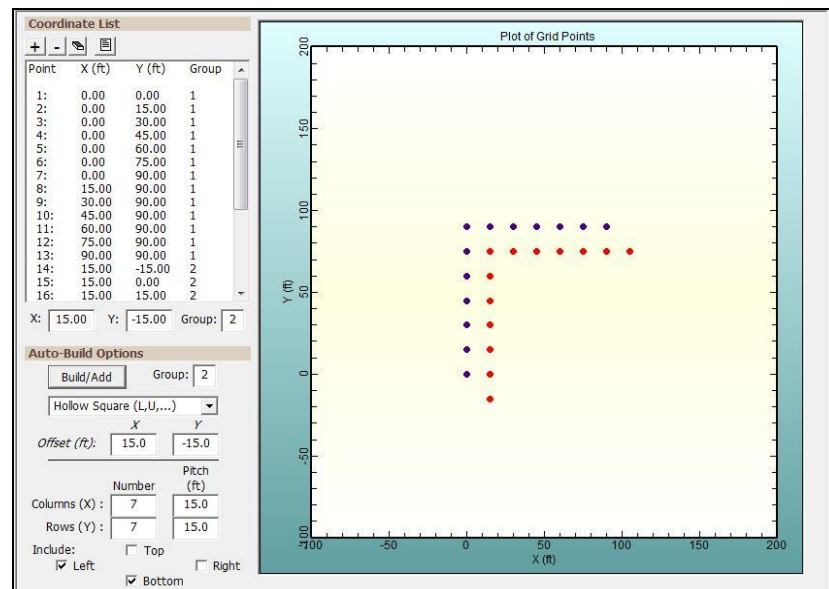 Coordinate List
+ -
Point X (ft) Y (ft) Group
1: 0.00 0.00 1
2: 0.00 15.00 1
3: 0.00 30.00 1
4: 0.00 45.00 1
5: 0.00 60.00 1
6: 0.00 75.00 1
7: 0.00 90.00 1
8: 15.00 90.00 1
9: 30.00 90.00 1
10: 45.00 90.00 1
11: 60.00 90.00 1
12: 75.00 90.00 1
13: 90.00 90.00 1
14: 15.00 -15.00 2
15: 15.00 0.00 2
16: 15.00 15.00 2
X: 15.00 Y: -15.00 Group: 2
Auto-Build Options
Build/Add Group: 2
Hollow Square (L,U,...)
X Y
Offset (ft): 15.0 -15.0
Number Pitch (ft)
Columns (X) : 7 15.0
Rows (Y) : 7 15.0
Include: Top
Left Right
Bottom
Plot of Grid Points
200
150
100
50
0
-50
-100
Y (ft)
-100 -50 0 50 100 150 200
X (ft)